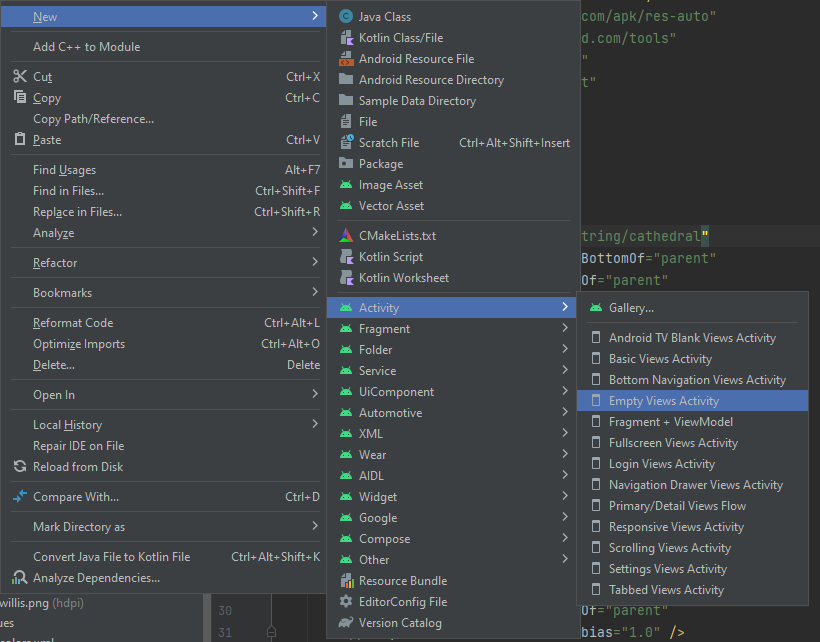 New
Add C++ to Module
Cut Ctrl+X
Copy Ctrl+C
Copy Path/Reference...
Paste Ctrl+V
Find Usages Alt+F7
Find in Files... Ctrl+Shift+F
Replace in Files... Ctrl+Shift+R
Analyze
Refactor
Bookmarks
Reformat Code Ctrl+Alt+L
Optimize Imports Ctrl+Alt+O
Delete... Delete
Open In
Local History
Repair IDE on File
Reload from Disk
Compare With... Ctrl+D
Mark Directory as
Convert Java File to Kotlin File Ctrl+Alt+Shift+K
Analyze Dependencies...
willis.png (hdpi)
ues
30
31
Java Class
Kotlin Class/File
Android Resource File
Android Resource Directory
Sample Data Directory
File
Scratch File Ctrl+Alt+Shift+Insert
Package
Image Asset
Vector Asset
CMakeLists.txt
Kotlin Script
Kotlin Worksheet
Activity
Fragment
Folder
Service
UiComponent
Automotive
XML
Wear
AIDL
Widget
Google
Compose
Other
Resource Bundle
EditorConfig File
Version Catalog
com/apk/res-auto"
d.com/tools"
"
t"
tring/cathedral"
BottomOf="parent"
Of="parent"
Gallery...
Android TV Blank Views Activity
Basic Views Activity
Bottom Navigation Views Activity
Empty Views Activity
Fragment + ViewModel
Fullscreen Views Activity
Login Views Activity
Navigation Drawer Views Activity
Primary/Detail Views Flow
Responsive Views Activity
Scrolling Views Activity
Settings Views Activity
Tabbed Views Activity
Of="parent"
bias="1.0" />